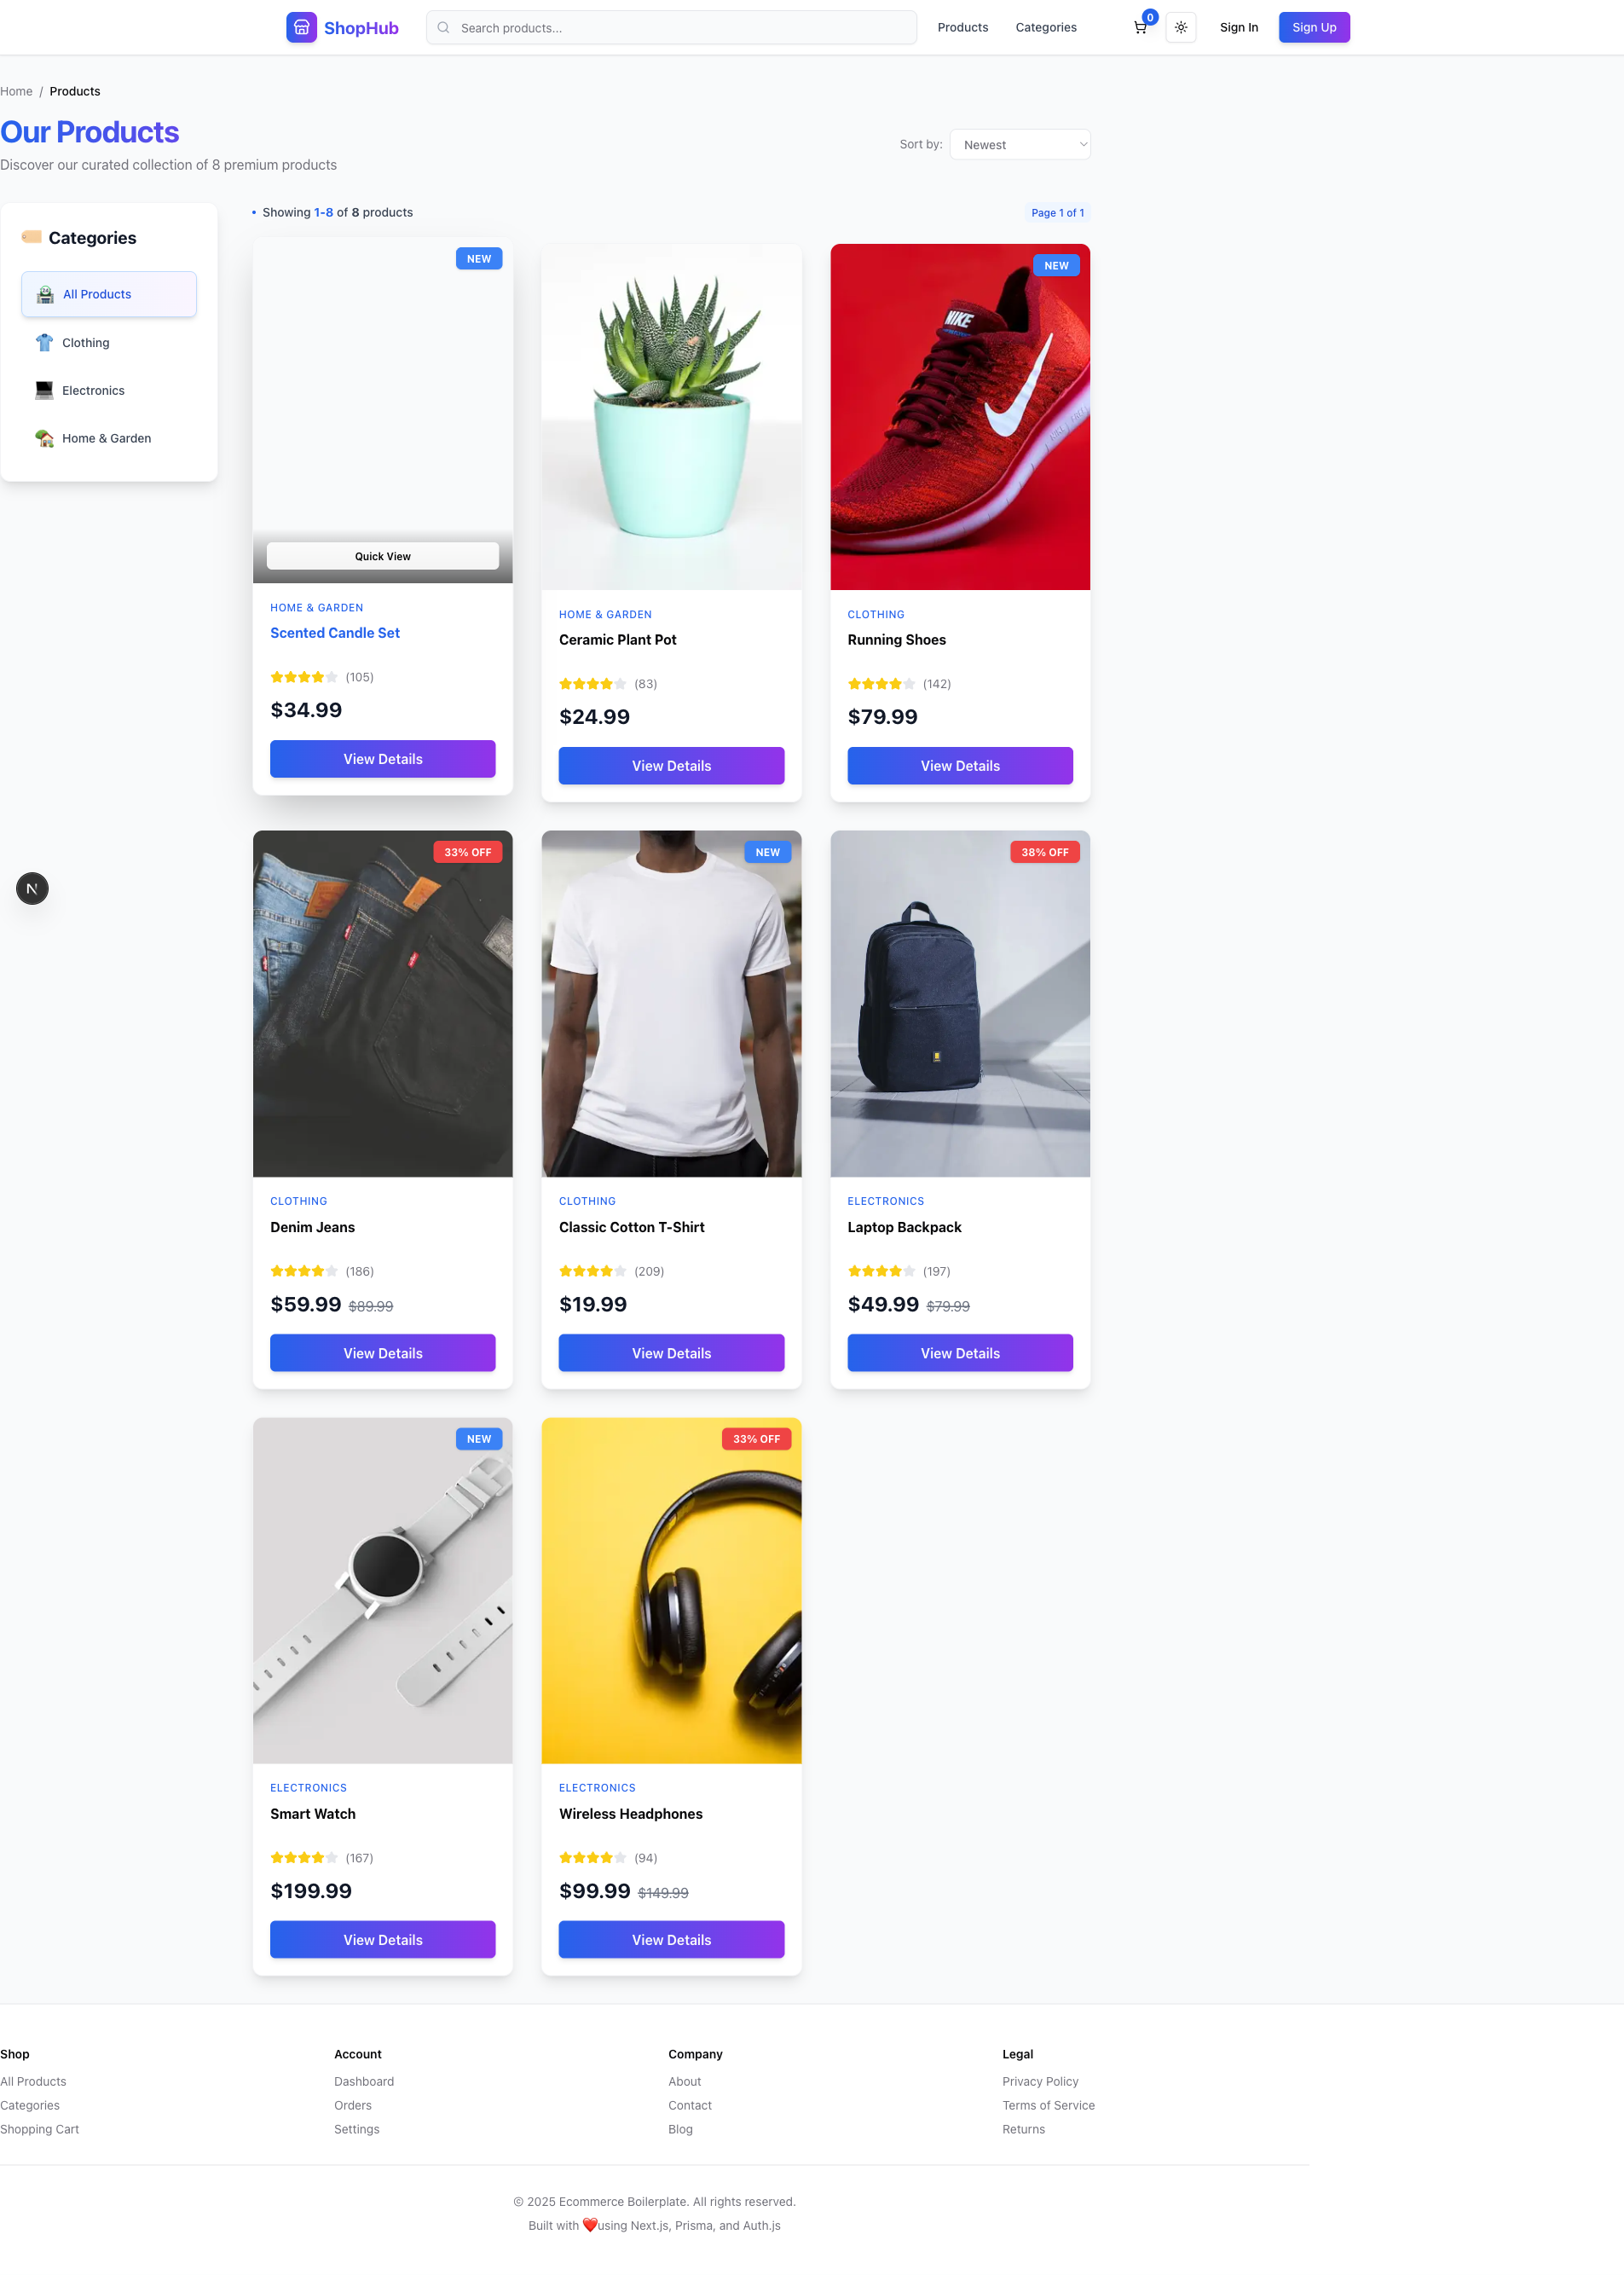 ShopHub
Search products...
Products
Categories
0
Sign In
Sign Up
Home / Products
Our Products
Discover our curated collection of 8 premium products
Sort by:
Newest
Categories
All Products
Clothing
Electronics
Home & Garden
Showing 1-8 of 8 products
Page 1 of 1
NEW
Quick View
HOME & GARDEN
Scented Candle Set
(105)
$34.99
View Details
HOME & GARDEN
Ceramic Plant Pot
(83)
$24.99
View Details
NEW
NIKE
CLOTHING
Running Shoes
(142)
$79.99
View Details
33% OFF
CLOTHING
Denim Jeans
(186)
$59.99 $89.99
View Details
NEW
CLOTHING
Classic Cotton T-Shirt
(209)
$19.99
View Details
38% OFF
ELECTRONICS
Laptop Backpack
(197)
$49.99 $79.99
View Details
NEW
ELECTRONICS
Smart Watch
(167)
$199.99
View Details
33% OFF
ELECTRONICS
Wireless Headphones
(94)
$99.99 $149.99
View Details
N
Shop
All Products
Categories
Shopping Cart
Account
Dashboard
Orders
Settings
Company
About
Contact
Blog
Legal
Privacy Policy
Terms of Service
Returns
© 2025 Ecommerce Boilerplate. All rights reserved.
Built with ❤️using Next.js, Prisma, and Auth.js